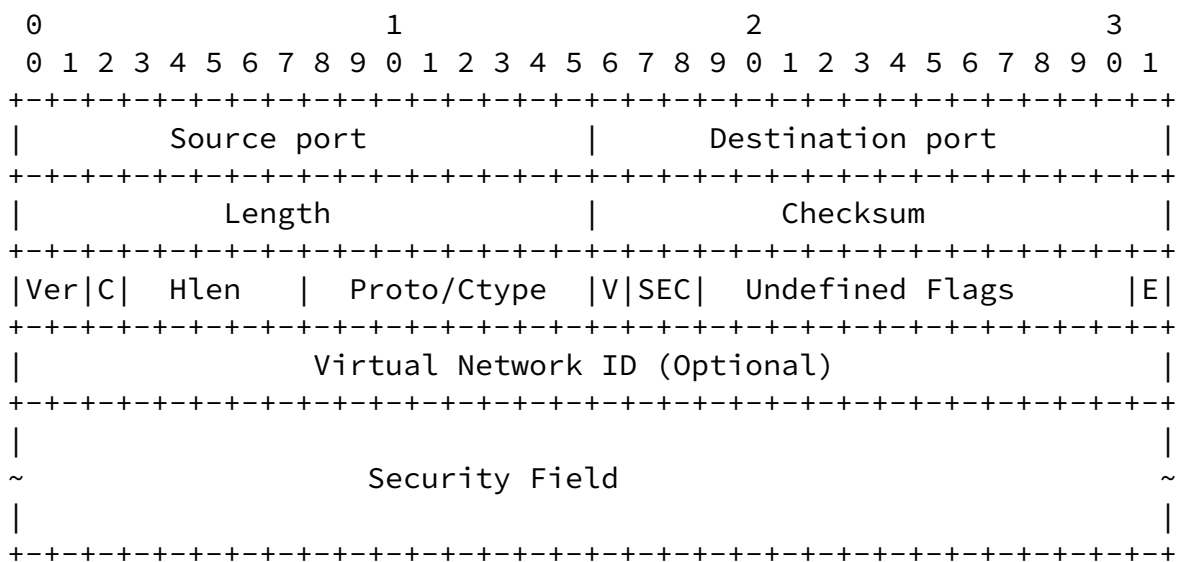 0                   1                   2                   3
 0 1 2 3 4 5 6 7 8 9 0 1 2 3 4 5 6 7 8 9 0 1 2 3 4 5 6 7 8 9 0 1
+-+-+-+-+-+-+-+-+-+-+-+-+-+-+-+-+-+-+-+-+-+-+-+-+-+-+-+-+-+-+-+-+
|        Source port            |      Destination port         |
+-+-+-+-+-+-+-+-+-+-+-+-+-+-+-+-+-+-+-+-+-+-+-+-+-+-+-+-+-+-+-+-+
|           Length              |          Checksum             |
+-+-+-+-+-+-+-+-+-+-+-+-+-+-+-+-+-+-+-+-+-+-+-+-+-+-+-+-+-+-+-+-+
|Ver|C|  Hlen   |  Proto/Ctype  |V|SEC|  Undefined Flags      |E|
+-+-+-+-+-+-+-+-+-+-+-+-+-+-+-+-+-+-+-+-+-+-+-+-+-+-+-+-+-+-+-+-+
|                Virtual Network ID (Optional)                  |
+-+-+-+-+-+-+-+-+-+-+-+-+-+-+-+-+-+-+-+-+-+-+-+-+-+-+-+-+-+-+-+-+
|                                                               |
~                   Security Field                              ~
|                                                               |
+-+-+-+-+-+-+-+-+-+-+-+-+-+-+-+-+-+-+-+-+-+-+-+-+-+-+-+-+-+-+-+-+